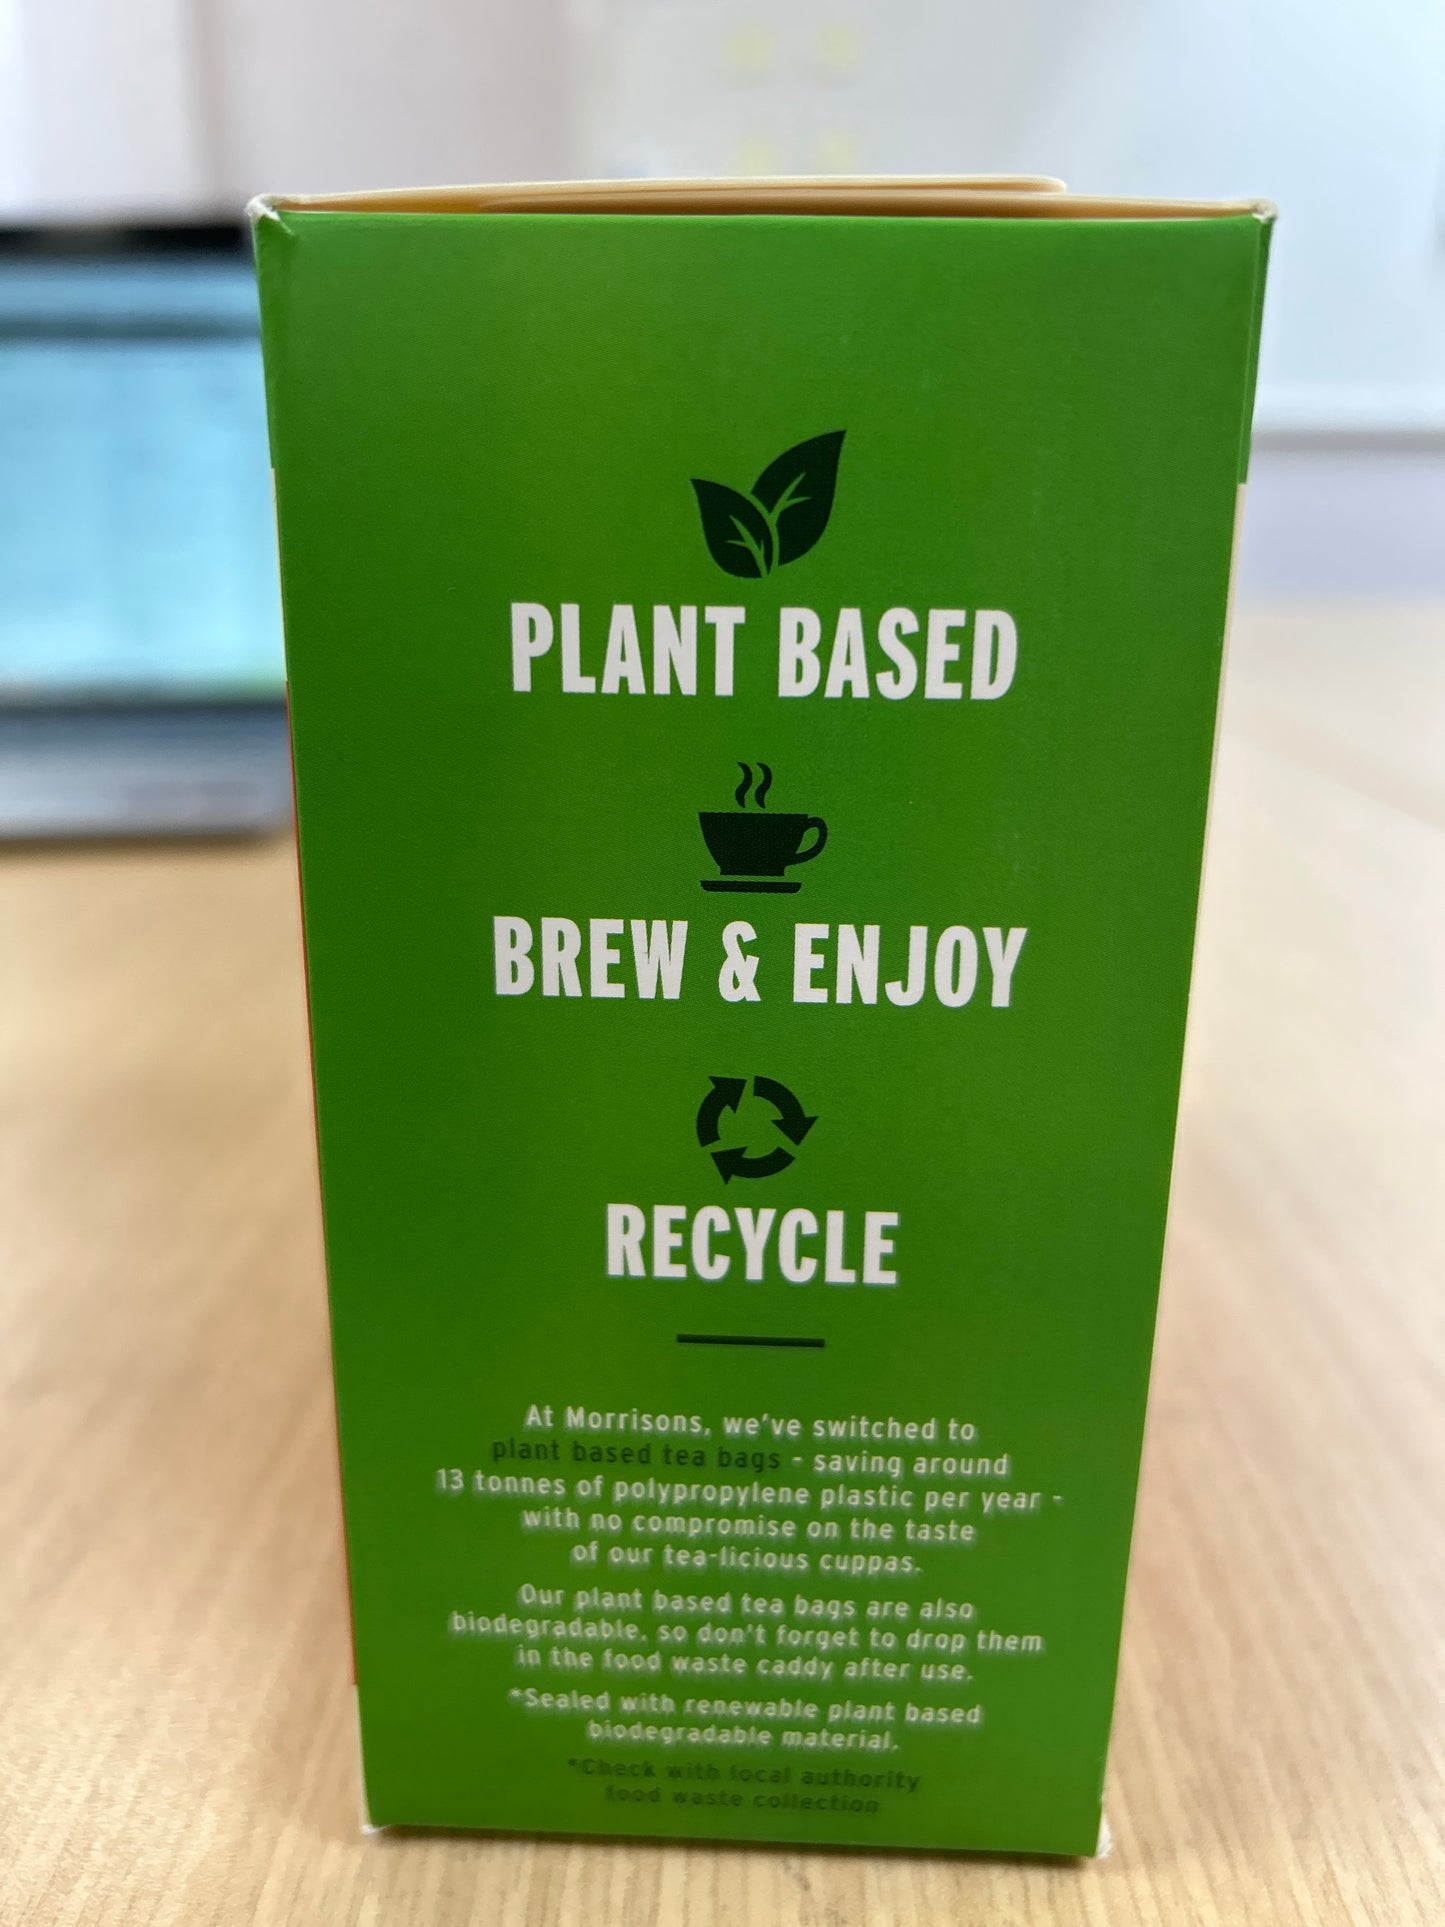 PLANT BASED
BREW & ENJOY
RECYCLE
At Morrisons, we've switched to
plant based tea bags - saving around
13 tonnes of polypropylene plastic per year -
with no compromise on the taste
of our tea-licious cuppas.
Our plant based tea bags are also
biodegradable, so don't forget to drop them
in the food waste caddy after use.
*Sealed with renewable plant based
biodegradable material.
*Check with local authority
food waste collection